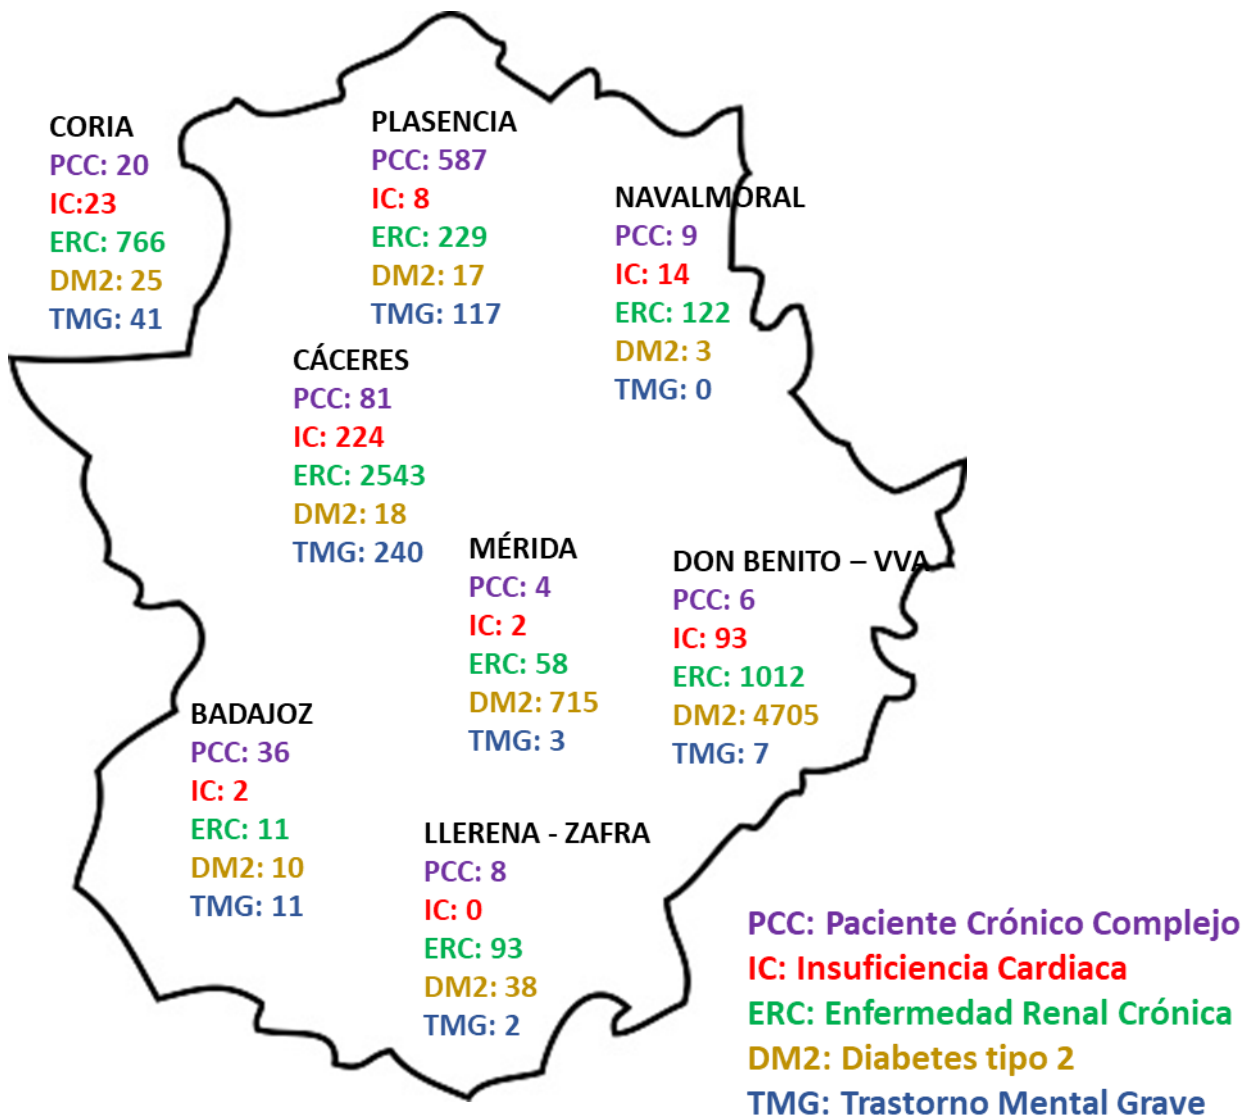 CORIA
PCC: 20
IC:23
ERC: 766
DM2: 25
TMG: 41
PLASENCIA
PCC: 587
IC: 8
ERC: 229
DM2: 17
TMG: 117
NAVALMORAL
PCC: 9
IC: 14
ERC: 122
DM2: 3
TMG: 0
CÁCERES
PCC: 81
IC: 224
ERC: 2543
DM2: 18
TMG: 240
MÉRIDA
PCC: 4
IC: 2
ERC: 58
DM2: 715
TMG: 3
DON BENITO – VVA
PCC: 6
IC: 93
ERC: 1012
DM2: 4705
TMG: 7
BADAJOZ
PCC: 36
IC: 2
ERC: 11
DM2: 10
TMG: 11
LLERENA - ZAFRA
PCC: 8
IC: 0
ERC: 93
DM2: 38
TMG: 2
PCC: Paciente Crónico Complejo
IC: Insuficiencia Cardiaca
ERC: Enfermedad Renal Crónica
DM2: Diabetes tipo 2
TMG: Trastorno Mental Grave